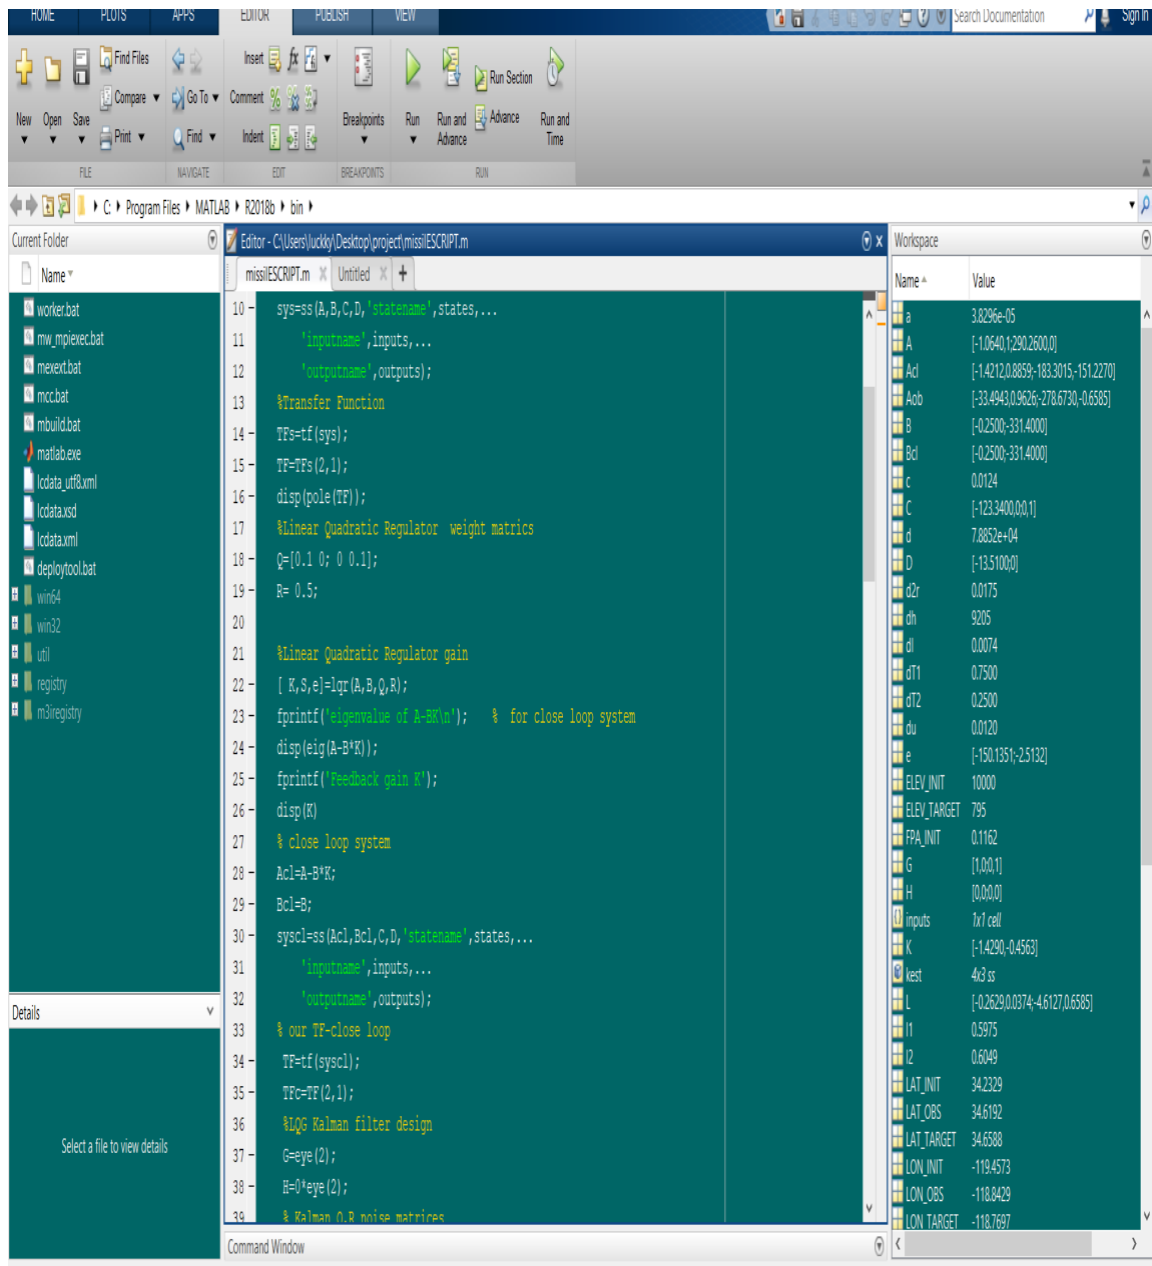 HOME PLOTS APPS EDITOR PUBLISH VIEW Search Documentation Sign In
Find Files
Compare
Print
New Open Save
FILE
Go To
Find
NAVIGATE
Insert fx
Comment
Indent
EDIT
Breakpoints
BREAKPOINTS
Run
Run and Advance
Run Section
Advance
Run and Time
RUN
C: Program Files MATLAB R2018b bin
Current Folder
Name
worker.bat
mw_mpiexec.bat
mexext.bat
mcc.bat
mbuild.bat
matlab.exe
lcdata_utf8.xml
lcdata.xsd
lcdata.xml
deploytool.bat
win64
win32
util
registry
m3iregistry
Details
Select a file to view details
Editor - C:\Users\luckky\Desktop\project\missilESCRIPT.m
missilESCRIPT.m Untitled +
10 sys=ss(A,B,C,D,'statename',states,...
11 'inputname',inputs,...
12 'outputname',outputs);
13 %Transfer Function
14 TFs=tf(sys);
15 TF=TFs(2,1);
16 disp(pole(TF));
17 %Linear Quadratic Regulator weight matrics
18 Q=[0.1 0; 0 0.1];
19 R= 0.5;
20
21 %Linear Quadratic Regulator gain
22 [ K,S,e]=lqr(A,B,Q,R);
23 fprintf('eigenvalue of A-BK\n'); % for close loop system
24 disp(eig(A-B*K));
25 fprintf('Feedback gain K');
26 disp(K)
27 % close loop system
28 Acl=A-B*K;
29 Bcl=B;
30 syscl=ss(Acl,Bcl,C,D,'statename',states,...
31 'inputname',inputs,...
32 'outputname',outputs);
33 % our TF-close loop
34 TF=tf(syscl);
35 TFc=TF(2,1);
36 %LQG Kalman filter design
37 G=eye(2);
38 H=0*eye(2);
39 % Kalman Q,R noise matrices
Command Window
Workspace
Name Value
a 3.8296e-05
A [-1.0640,1;290.2600,0]
Acl [-1.4212,0.8859;-183.3015,-151.2270]
Aob [-33.4943,0.9626;-278.6730,-0.6585]
B [-0.2500;-331.4000]
Bcl [-0.2500;-331.4000]
c 0.0124
C [-123.3400,0;0,1]
d 7.8852e+04
D [-13.5100;0]
d2r 0.0175
dh 9205
dl 0.0074
dT1 0.7500
dT2 0.2500
du 0.0120
e [-150.1351;-2.5132]
ELEV_INIT 10000
ELEV_TARGET 795
FPA_INIT 0.1162
G [1,0;0,1]
H [0,0;0,0]
inputs 1x1 cell
K [-1.4290,-0.4563]
kest 4x3 ss
L [-0.2629,0.0374;-4.6127,0.6585]
l1 0.5975
l2 0.6049
LAT_INIT 34.2329
LAT_OBS 34.6192
LAT_TARGET 34.6588
LON_INIT -119.4573
LON_OBS -118.8429
LON_TARGET -118.7697